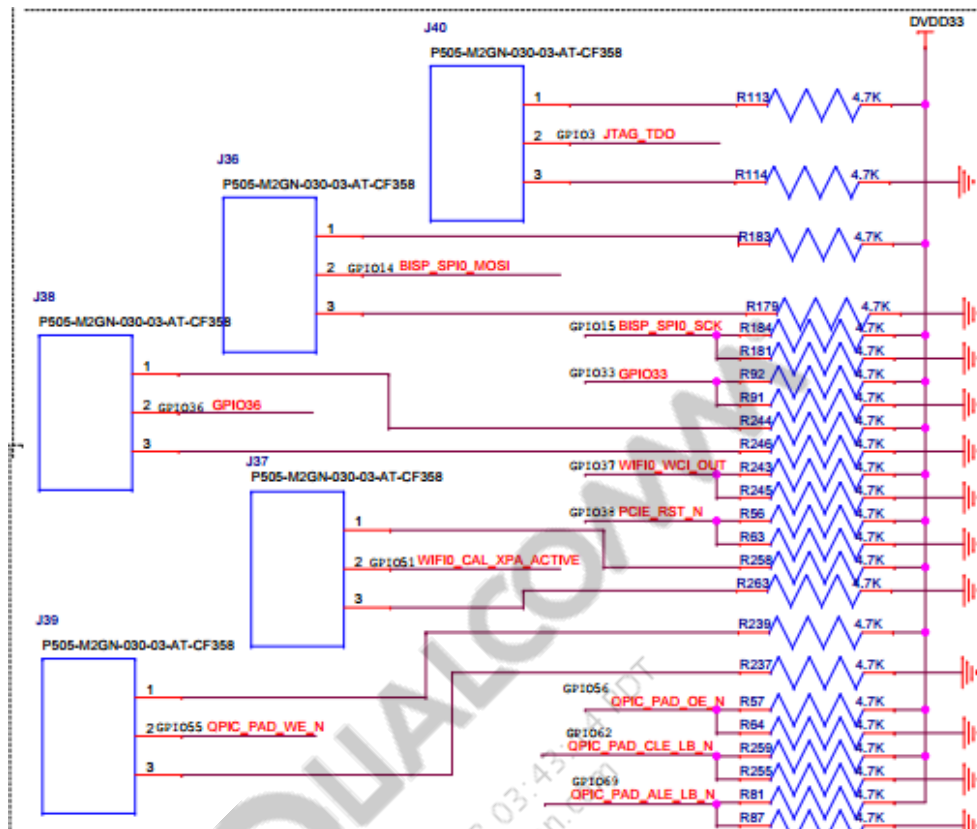 J40
DVDD33
P505-M2GN-030-03-AT-CF358
1
R113 4.7K
2 GPIO3 JTAG_TDO
3
R114 4.7K
J36
P505-M2GN-030-03-AT-CF358
1
R183 4.7K
2 GPIO14 BISP_SPI0_MOSI
3
R179 4.7K
J38
P505-M2GN-030-03-AT-CF358
GPIO15 BISP_SPI0_SCK R184 4.7K
R181 4.7K
1
GPIO33 GPIO33 R92 4.7K
R91 4.7K
2 GPIO36 GPIO36
R244 4.7K
3
R246 4.7K
J37
P505-M2GN-030-03-AT-CF358
GPIO37 WIFI0_WCI_OUT R243 4.7K
R245 4.7K
GPIO38 PCIE_RST_N R56 4.7K
1
R63 4.7K
2 GPIO51 WIFI0_CAL_XPA_ACTIVE
R258 4.7K
3
R263 4.7K
J39
P505-M2GN-030-03-AT-CF358
R239 4.7K
1
R237 4.7K
GPIO56
QPIC_PAD_OE_N R57 4.7K
2 GPIO55 QPIC_PAD_WE_N
R64 4.7K
GPIO62
QPIC_PAD_CLE_LB_N R259 4.7K
3
R255 4.7K
GPIO69
QPIC_PAD_ALE_LB_N R81 4.7K
R87 4.7K
QUALCOMM